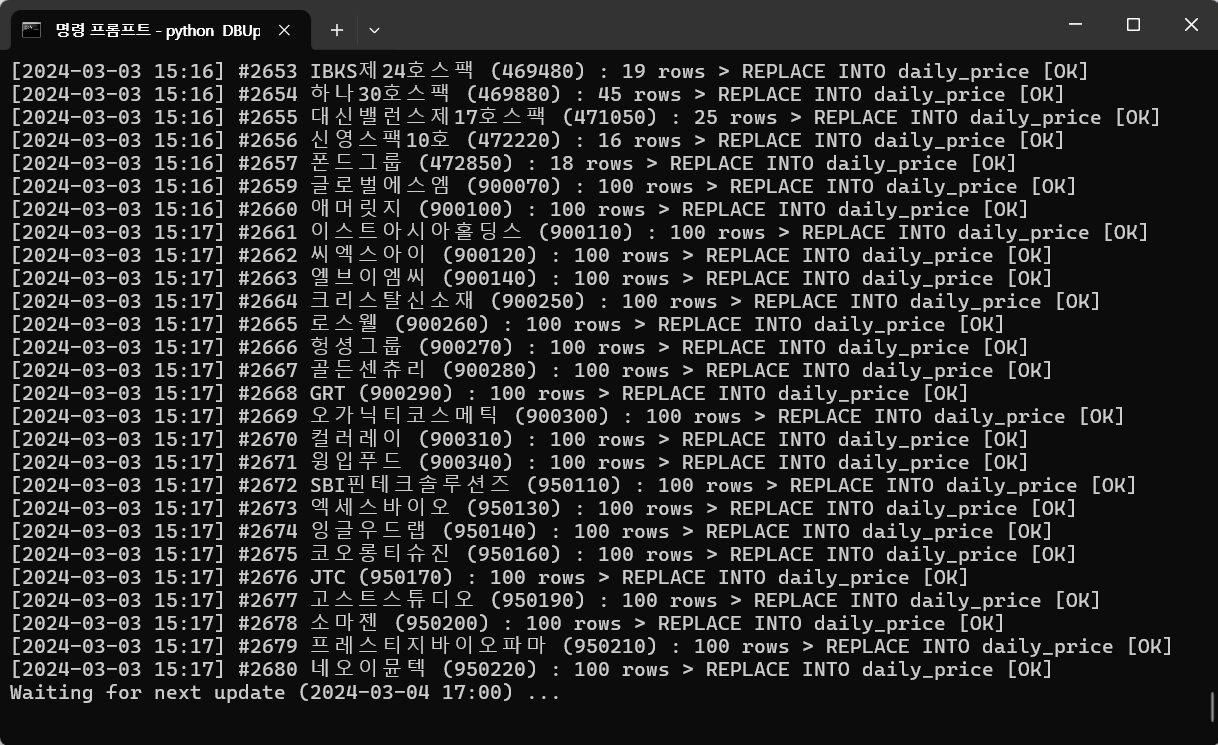 명령 프롬프트 - python DBUp
[2024-03-03 15:16] #2653 IBKS제24호스팩 (469480) : 19 rows > REPLACE INTO daily_price [OK]
[2024-03-03 15:16] #2654 하나30호스팩 (469880) : 45 rows > REPLACE INTO daily_price [OK]
[2024-03-03 15:16] #2655 대신밸런스제17호스팩 (471050) : 25 rows > REPLACE INTO daily_price [OK]
[2024-03-03 15:16] #2656 신영스팩10호 (472220) : 16 rows > REPLACE INTO daily_price [OK]
[2024-03-03 15:16] #2657 폰드그룹 (472850) : 18 rows > REPLACE INTO daily_price [OK]
[2024-03-03 15:16] #2659 글로벌에스엠 (900070) : 100 rows > REPLACE INTO daily_price [OK]
[2024-03-03 15:16] #2660 애머릿지 (900100) : 100 rows > REPLACE INTO daily_price [OK]
[2024-03-03 15:17] #2661 이스트아시아홀딩스 (900110) : 100 rows > REPLACE INTO daily_price [OK]
[2024-03-03 15:17] #2662 씨엑스아이 (900120) : 100 rows > REPLACE INTO daily_price [OK]
[2024-03-03 15:17] #2663 엘브이엠씨 (900140) : 100 rows > REPLACE INTO daily_price [OK]
[2024-03-03 15:17] #2664 크리스탈신소재 (900250) : 100 rows > REPLACE INTO daily_price [OK]
[2024-03-03 15:17] #2665 로스웰 (900260) : 100 rows > REPLACE INTO daily_price [OK]
[2024-03-03 15:17] #2666 헝셩그룹 (900270) : 100 rows > REPLACE INTO daily_price [OK]
[2024-03-03 15:17] #2667 골든센츄리 (900280) : 100 rows > REPLACE INTO daily_price [OK]
[2024-03-03 15:17] #2668 GRT (900290) : 100 rows > REPLACE INTO daily_price [OK]
[2024-03-03 15:17] #2669 오가닉티코스메틱 (900300) : 100 rows > REPLACE INTO daily_price [OK]
[2024-03-03 15:17] #2670 컬러레이 (900310) : 100 rows > REPLACE INTO daily_price [OK]
[2024-03-03 15:17] #2671 윙입푸드 (900340) : 100 rows > REPLACE INTO daily_price [OK]
[2024-03-03 15:17] #2672 SBI핀테크솔루션즈 (950110) : 100 rows > REPLACE INTO daily_price [OK]
[2024-03-03 15:17] #2673 엑세스바이오 (950130) : 100 rows > REPLACE INTO daily_price [OK]
[2024-03-03 15:17] #2674 잉글우드랩 (950140) : 100 rows > REPLACE INTO daily_price [OK]
[2024-03-03 15:17] #2675 코오롱티슈진 (950160) : 100 rows > REPLACE INTO daily_price [OK]
[2024-03-03 15:17] #2676 JTC (950170) : 100 rows > REPLACE INTO daily_price [OK]
[2024-03-03 15:17] #2677 고스트스튜디오 (950190) : 100 rows > REPLACE INTO daily_price [OK]
[2024-03-03 15:17] #2678 소마젠 (950200) : 100 rows > REPLACE INTO daily_price [OK]
[2024-03-03 15:17] #2679 프레스티지바이오파마 (950210) : 100 rows > REPLACE INTO daily_price [OK]
[2024-03-03 15:17] #2680 네오이뮨텍 (950220) : 100 rows > REPLACE INTO daily_price [OK]
Waiting for next update (2024-03-04 17:00) ...